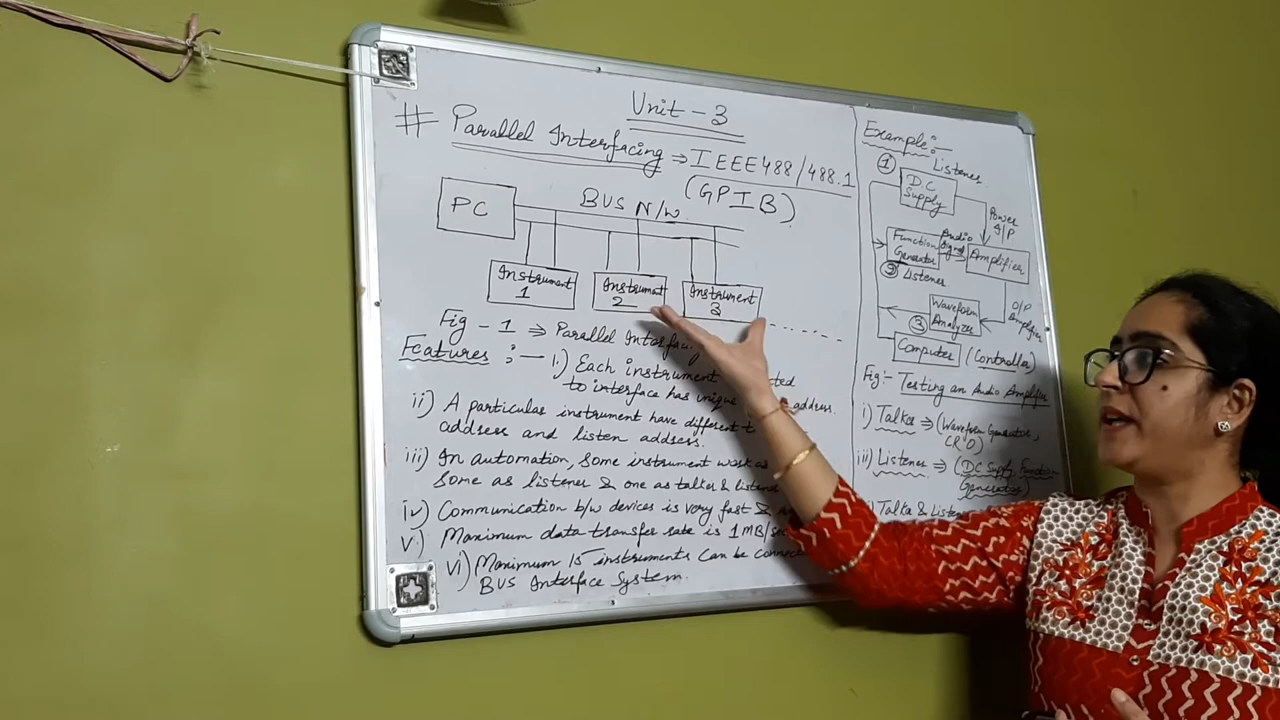 Unit - 3
# Parallel Interfacing ⇒ IEEE 488/488.1
(GPIB)
PC
BUS N/W
Instrument 1
Instrument 2
Instrument 3
Fig - 1 ⇒ Parallel
Features :— i.) Each instrument
to interface has unique address.
ii) A particular instrument have different
address and listen address.
iii) In automation, some instrument work as
Some as listener & one as talker & listener
iv) Communication b/w devices is very fast &
v) Maximum data transfer rate is 1MB/sec
vi) Maximum 15 instruments can be connected
BUS Interface System.
Example:—
① Listener
DC Supply
Power I/P
Function Generator
Audio Signal
Amplifier
② Listener
Waveform Analyzer
O/P Amplifier
③
Computer (Controller)
Fig:- Testing an Audio Amplifier
i) Talker ⇒ (Waveform Generator,
CRO)
iii) Listener ⇒ (DC Supply, Function
Generator)
Talker & Listener